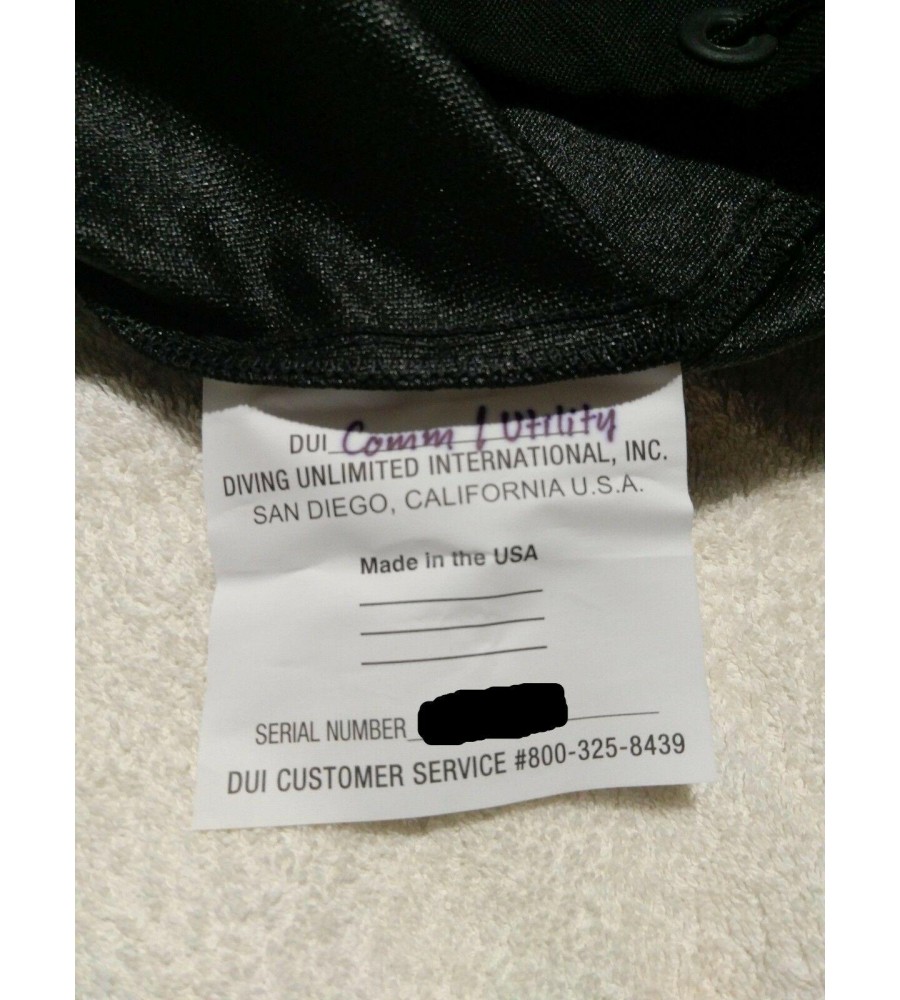 DUI Comm / Utility
DIVING UNLIMITED INTERNATIONAL, INC.
SAN DIEGO, CALIFORNIA U.S.A.
Made in the USA
SERIAL NUMBER
DUI CUSTOMER SERVICE #800-325-8439